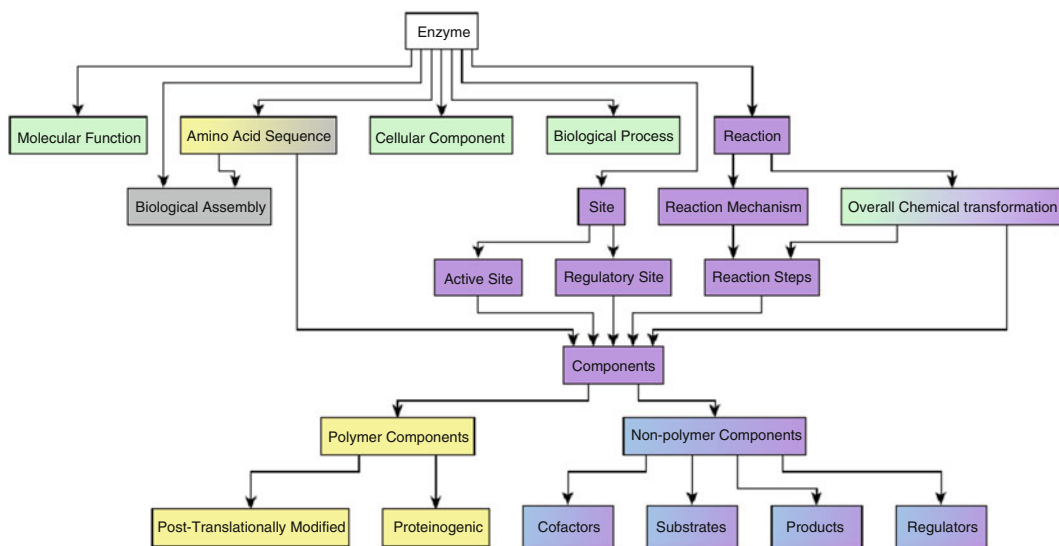 Enzyme
Molecular Function
Amino Acid Sequence
Cellular Component
Biological Process
Reaction
Biological Assembly
Site
Reaction Mechanism
Overall Chemical transformation
Active Site
Regulatory Site
Reaction Steps
Components
Polymer Components
Non-polymer Components
Post-Translationally Modified
Proteinogenic
Cofactors
Substrates
Products
Regulators